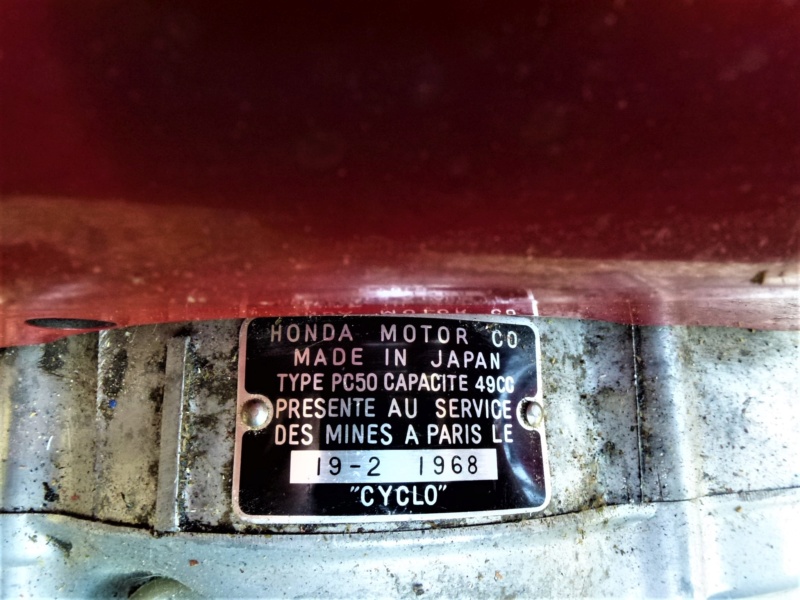 HONDA MOTOR CO
MADE IN JAPAN
TYPE PC50 CAPACITE 49CC
PRESENTE AU SERVICE
DES MINES A PARIS LE
19-2 1968
"CYCLO"